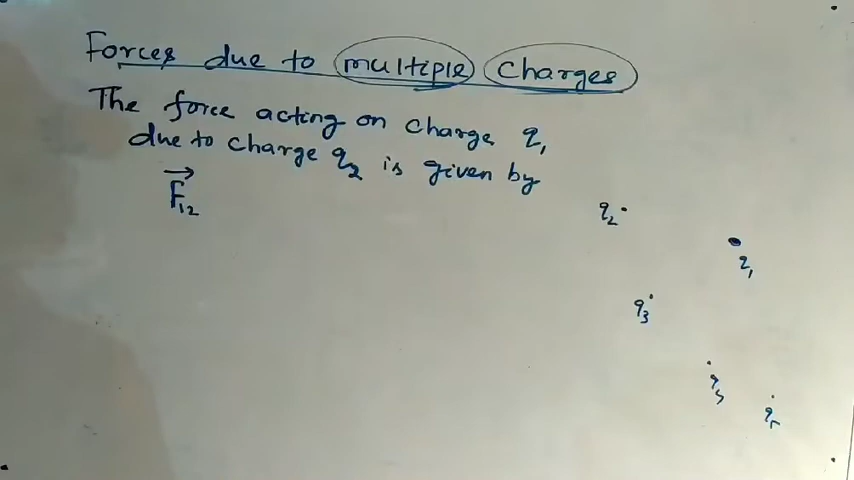 Forces due to multiple charges
The force acting on charge q₁
due to charge q₂ is given by
F⃗₁₂
q₂
q₁
q₃